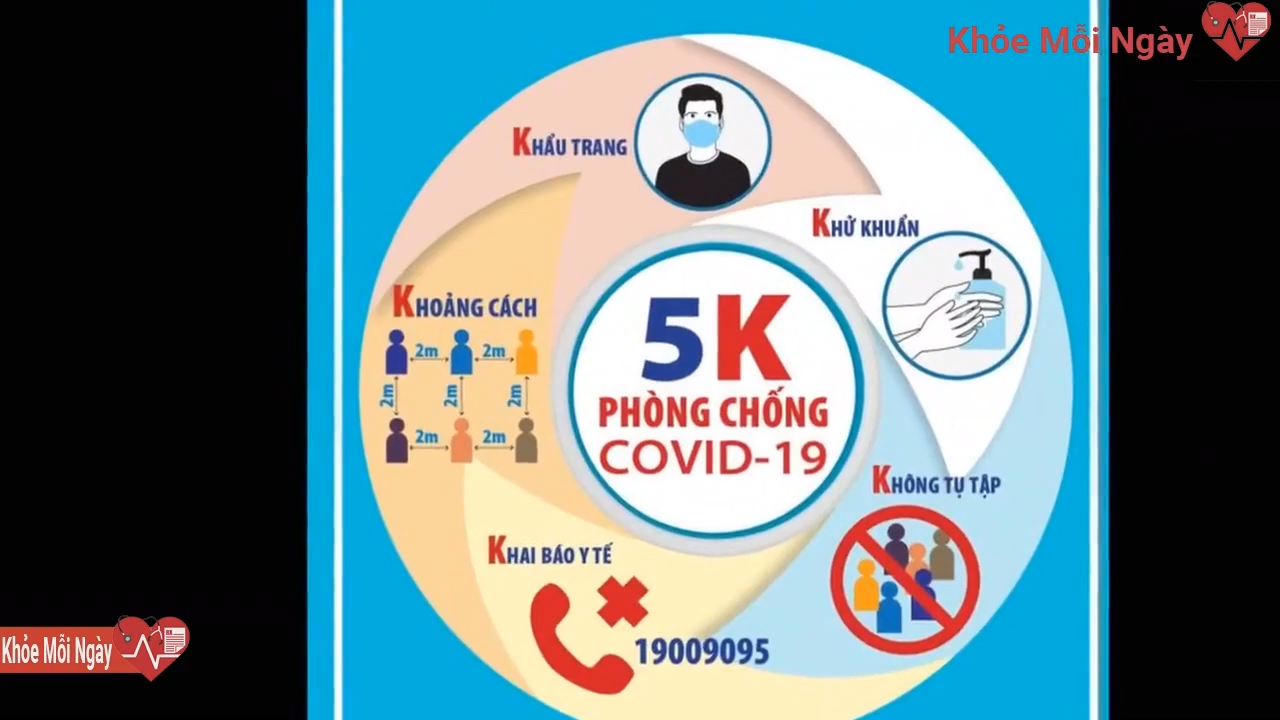 Khỏe Mỗi Ngày
KHẨU TRANG
KHỬ KHUẨN
KHOẢNG CÁCH
2m 2m
2m 2m 2m
2m 2m
5K
PHÒNG CHỐNG
COVID-19
KHÔNG TỤ TẬP
KHAI BÁO Y TẾ
19009095
Khỏe Mỗi Ngày